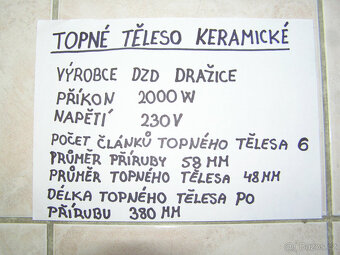 TOPNÉ TĚLESO KERAMICKÉ
VÝROBCE DZD DRAŽICE
PŘÍKON 2000 W
NAPĚTÍ 230 V
POČET ČLÁNKŮ TOPNÉHO TĚLESA 6
PRŮMĚR PŘÍRUBY 58 MM
PRŮMĚR TOPNÉHO TĚLESA 48 MM
DÉLKA TOPNÉHO TĚLESA PO
PŘÍRUBU 380 MM